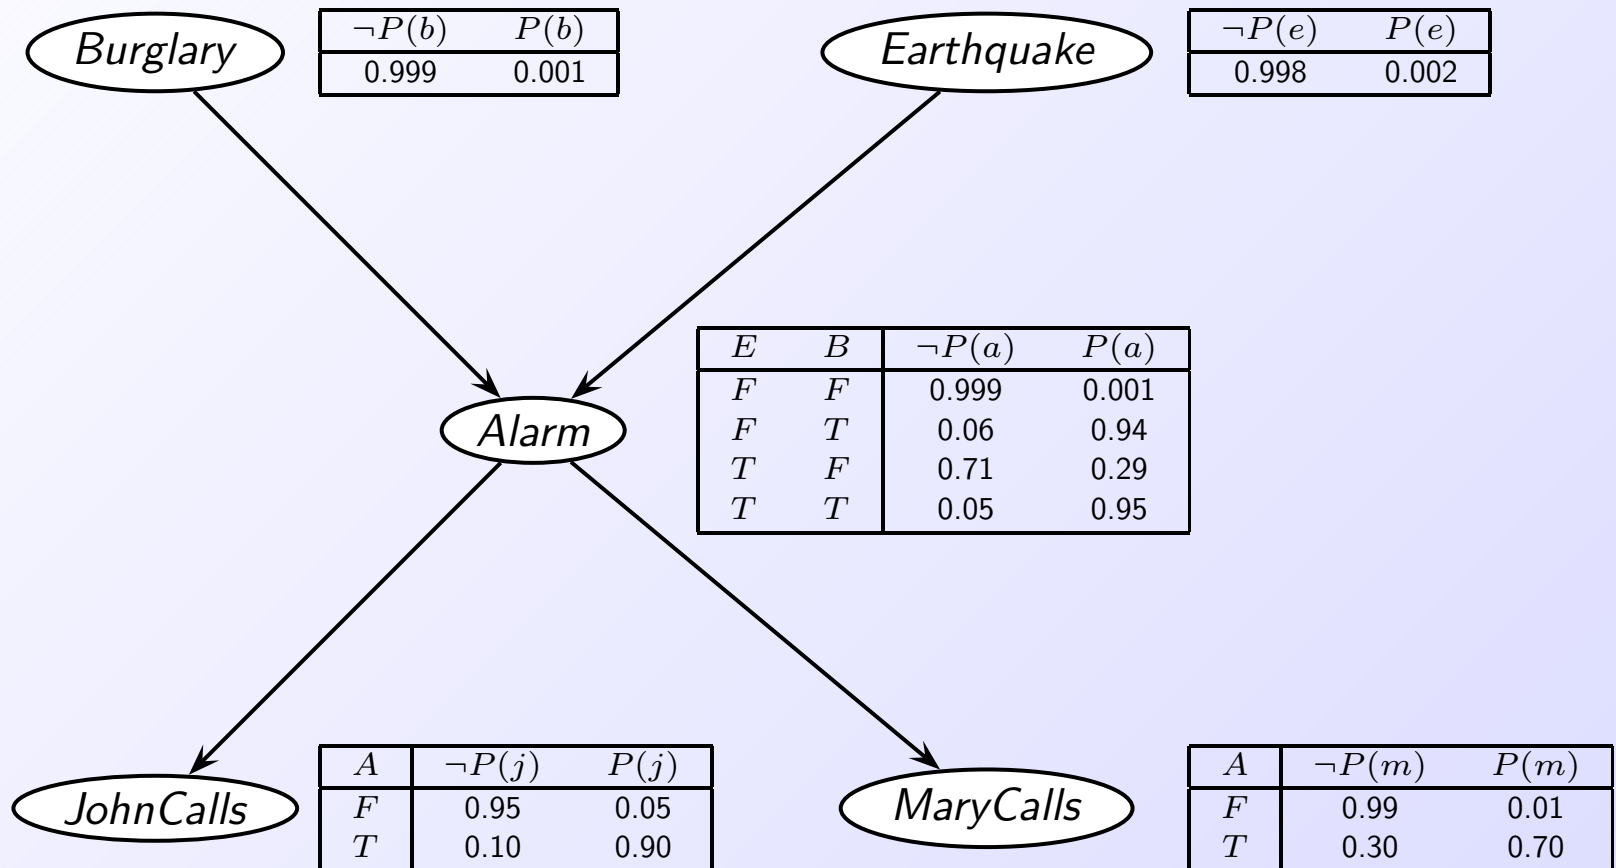 Burglary
¬P(b) P(b)
0.999 0.001
Earthquake
¬P(e) P(e)
0.998 0.002
E B ¬P(a) P(a)
F F 0.999 0.001
F T 0.06 0.94
T F 0.71 0.29
T T 0.05 0.95
Alarm
JohnCalls
A ¬P(j) P(j)
F 0.95 0.05
T 0.10 0.90
MaryCalls
A ¬P(m) P(m)
F 0.99 0.01
T 0.30 0.70